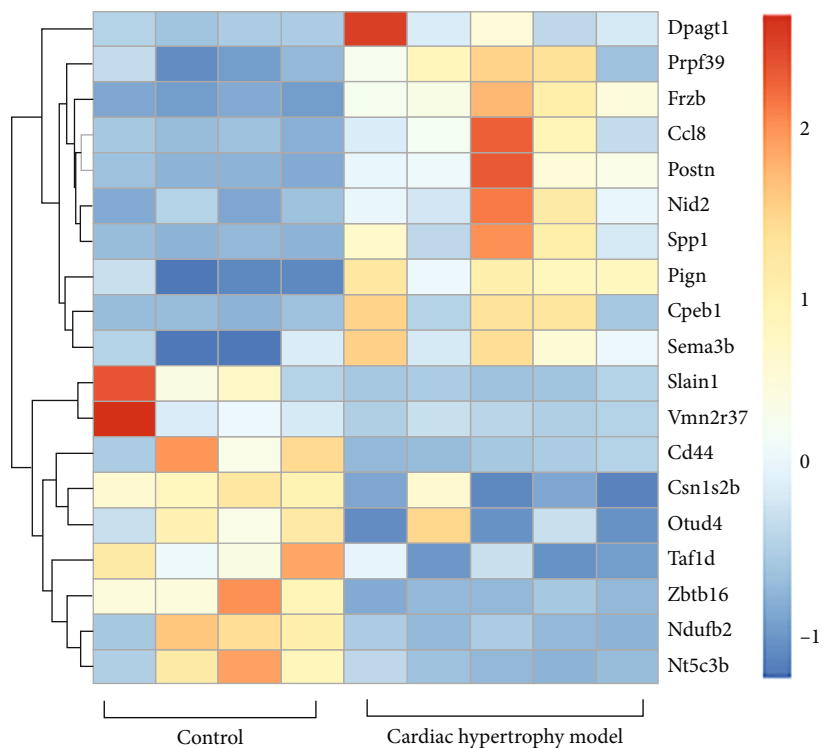 Dpagt1
Prpf39
Frzb
Ccl8
Postn
Nid2
Spp1
Pign
Cpeb1
Sema3b
Slain1
Vmn2r37
Cd44
Csn1s2b
Otud4
Taf1d
Zbtb16
Ndufb2
Nt5c3b
2
1
0
–1
Control
Cardiac hypertrophy model